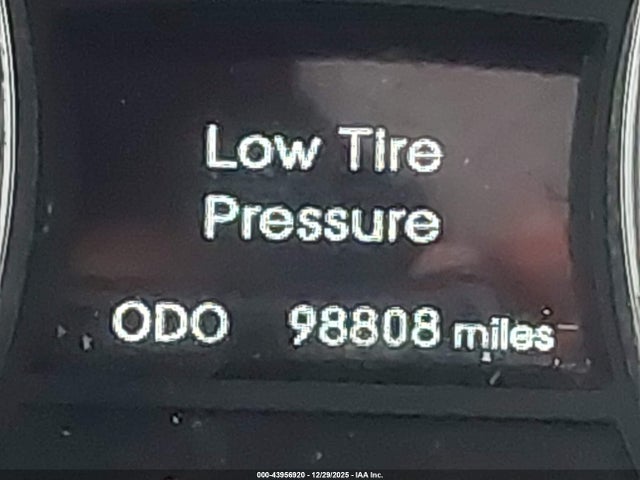 Low Tire
Pressure
ODO 98808 miles
000-43956920 - 12/29/2025 - IAA Inc.